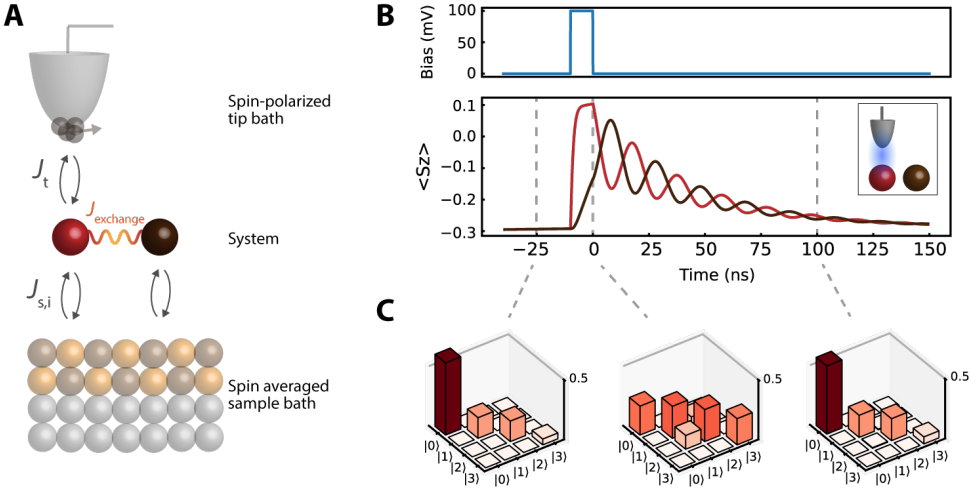 A
Spin-polarized
tip bath
Jt
Jexchange
System
Js,i
Spin averaged
sample bath
B
Bias (mV)
100
50
0
<Sz>
0.1
0.0
−0.1
−0.2
−0.3
−25 0 25 50 75 100 125 150
Time (ns)
C
0.5
|0⟩ |1⟩ |2⟩ |3⟩
|0⟩ |1⟩ |2⟩ |3⟩
0.5
|0⟩ |1⟩ |2⟩ |3⟩
|0⟩ |1⟩ |2⟩ |3⟩
0.5
|0⟩ |1⟩ |2⟩ |3⟩
|0⟩ |1⟩ |2⟩ |3⟩